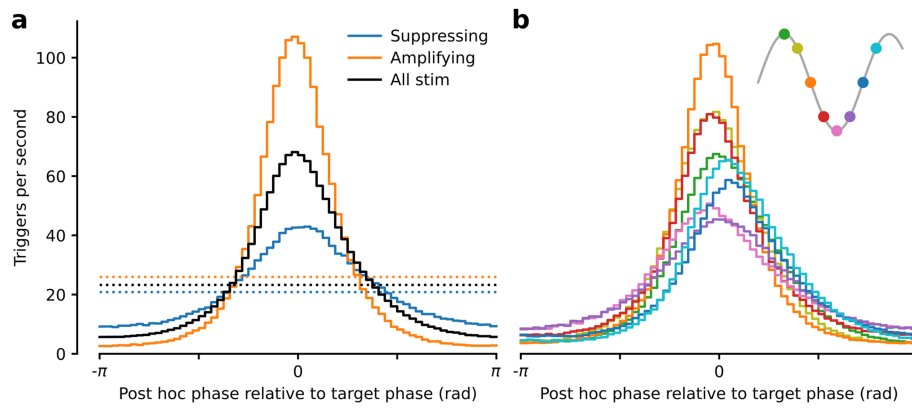 a
b
Suppressing
Amplifying
All stim
Triggers per second
100
80
60
40
20
0
-π 0 π
-π 0
Post hoc phase relative to target phase (rad)
Post hoc phase relative to target phase (rad)